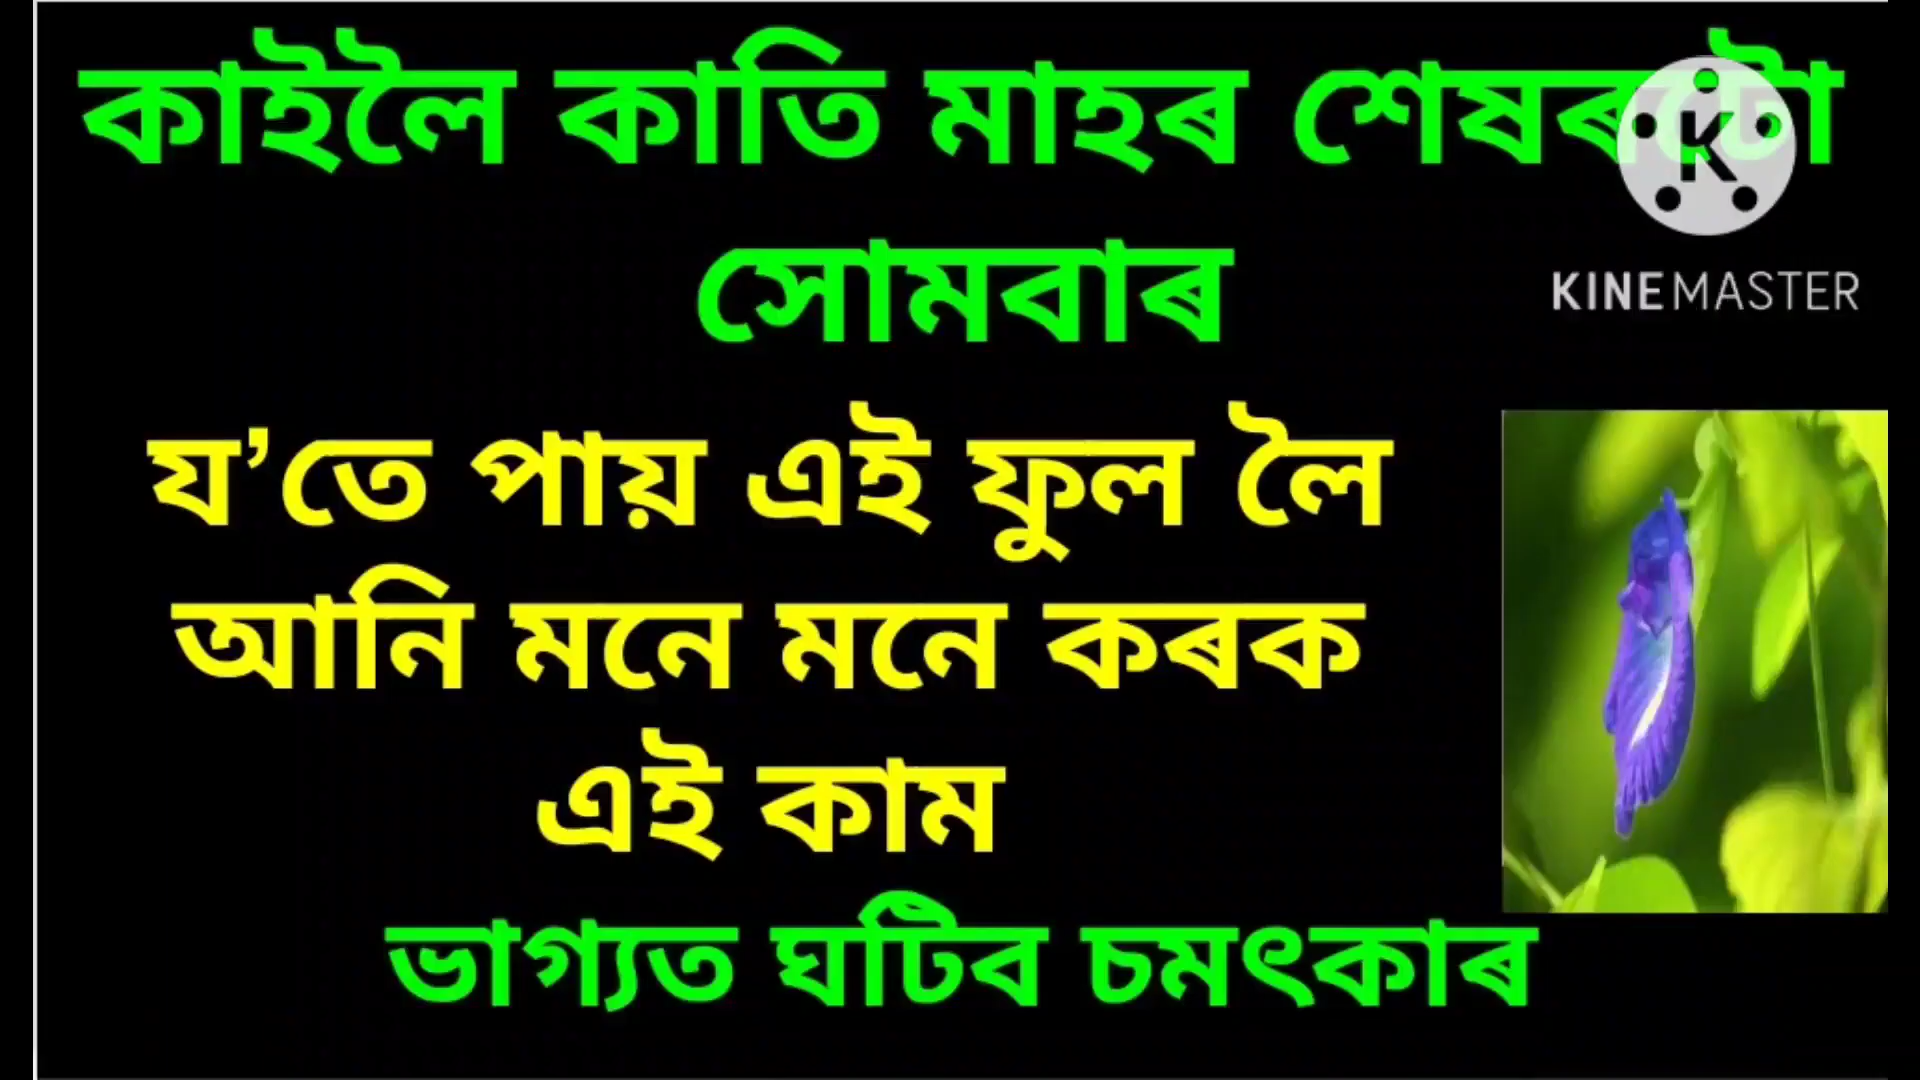 কাইলৈ কাতি মাহৰ শেষৰটো
সোমবাৰ
KINEMASTER
য’তে পায় এই ফুল লৈ
আনি মনে মনে কৰক
এই কাম
ভাগ্যত ঘটিব চমৎকাৰ